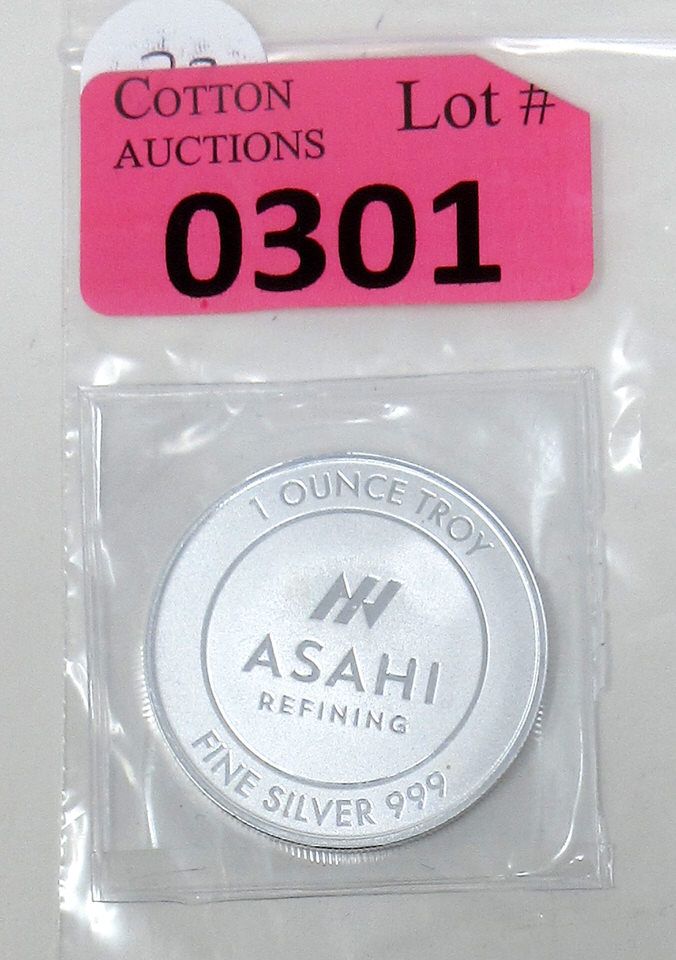 COTTON
AUCTIONS
Lot #
0301
1 OUNCE TROY
ASAHI
REFINING
FINE SILVER 999